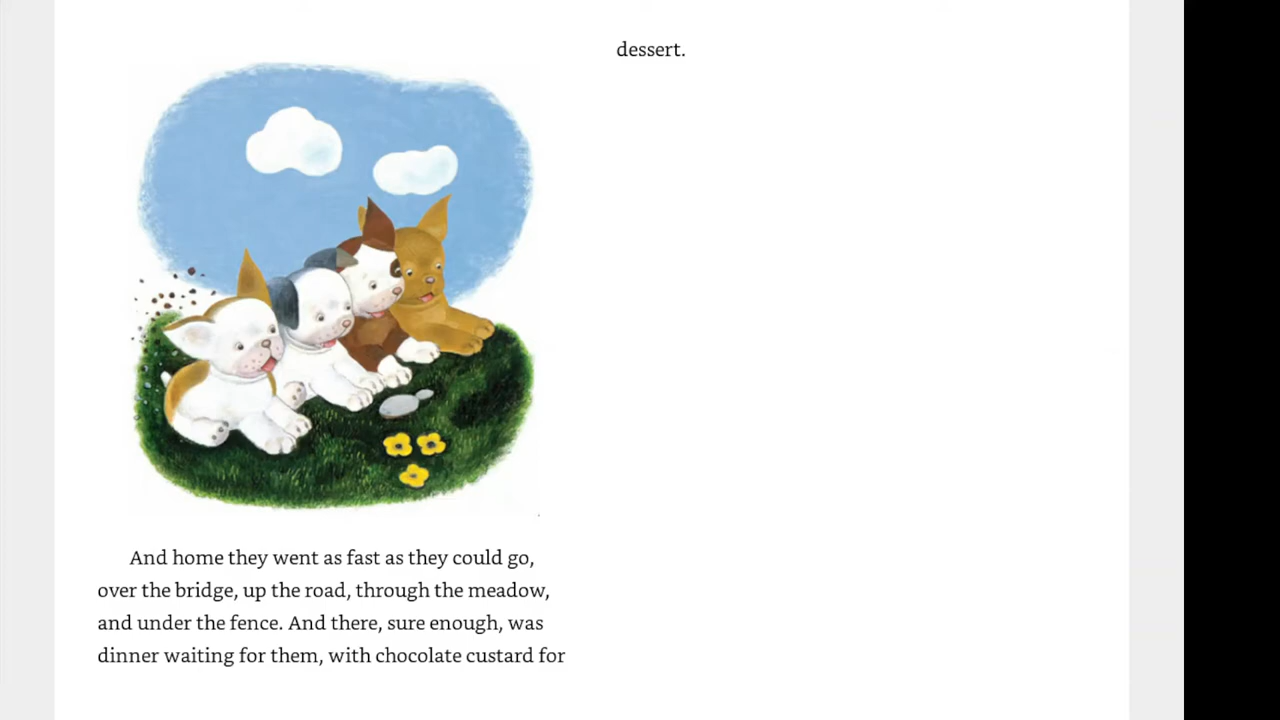 And home they went as fast as they could go,
over the bridge, up the road, through the meadow,
and under the fence. And there, sure enough, was
dinner waiting for them, with chocolate custard for
dessert.